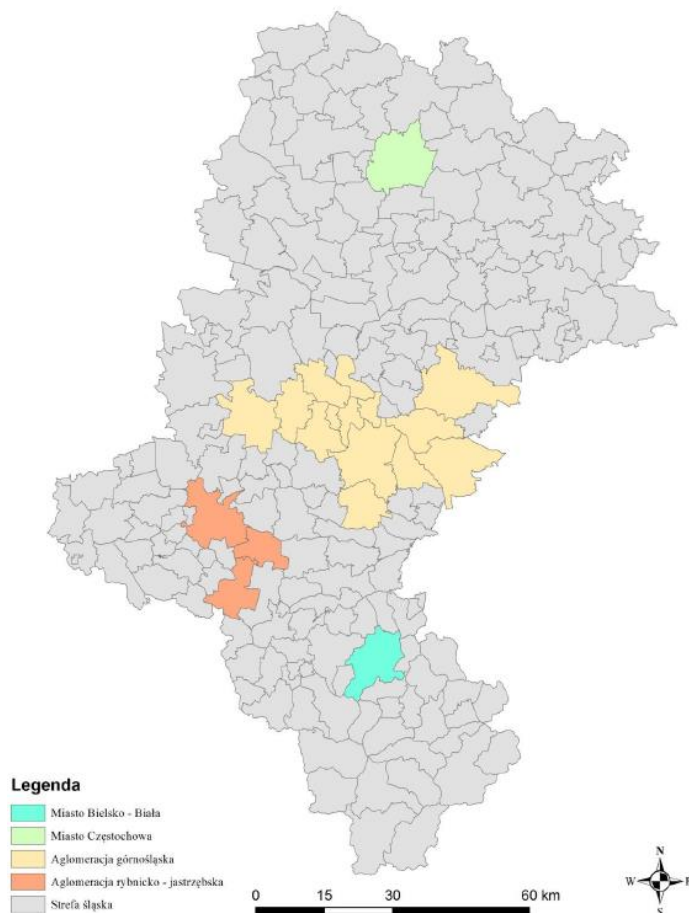 Legenda
Miasto Bielsko - Biała
Miasto Częstochowa
Aglomeracja górnośląska
Aglomeracja rybnicko - jastrzębska
Strefa śląska
0 15 30 60 km
N
W E
S